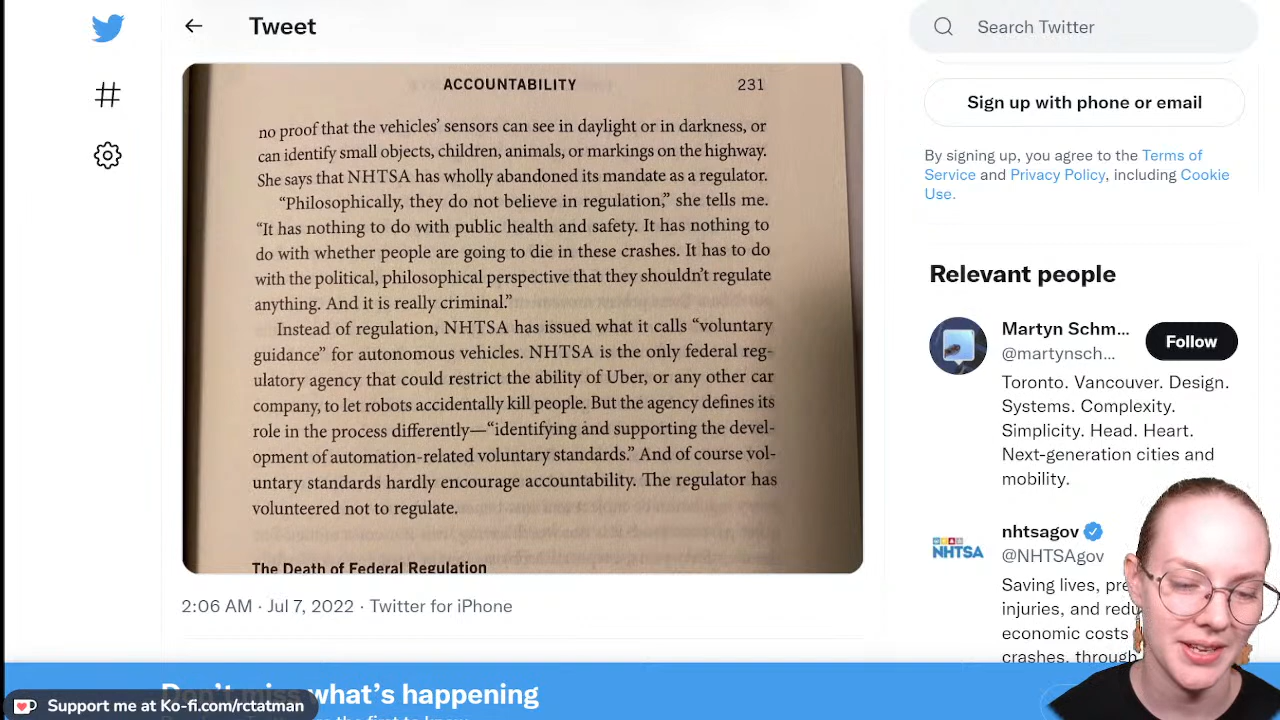 Tweet
Search Twitter
ACCOUNTABILITY 231
no proof that the vehicles’ sensors can see in daylight or in darkness, or
can identify small objects, children, animals, or markings on the highway.
She says that NHTSA has wholly abandoned its mandate as a regulator.
“Philosophically, they do not believe in regulation,” she tells me.
“It has nothing to do with public health and safety. It has nothing to
do with whether people are going to die in these crashes. It has to do
with the political, philosophical perspective that they shouldn’t regulate
anything. And it is really criminal.”
Instead of regulation, NHTSA has issued what it calls “voluntary
guidance” for autonomous vehicles. NHTSA is the only federal reg-
ulatory agency that could restrict the ability of Uber, or any other car
company, to let robots accidentally kill people. But the agency defines its
role in the process differently—“identifying and supporting the devel-
opment of automation-related voluntary standards.” And of course vol-
untary standards hardly encourage accountability. The regulator has
volunteered not to regulate.
The Death of Federal Regulation
2:06 AM · Jul 7, 2022 · Twitter for iPhone
Sign up with phone or email
By signing up, you agree to the Terms of
Service and Privacy Policy, including Cookie
Use.
Relevant people
Martyn Schm...
@martynsch...
Follow
Toronto. Vancouver. Design.
Systems. Complexity.
Simplicity. Head. Heart.
Next-generation cities and
mobility.
NHTSA
nhtsagov
@NHTSAgov
Saving lives,
injuries, and
economic costs
crashes, through
Don’t miss what’s happening
Support me at Ko-fi.com/rctatman